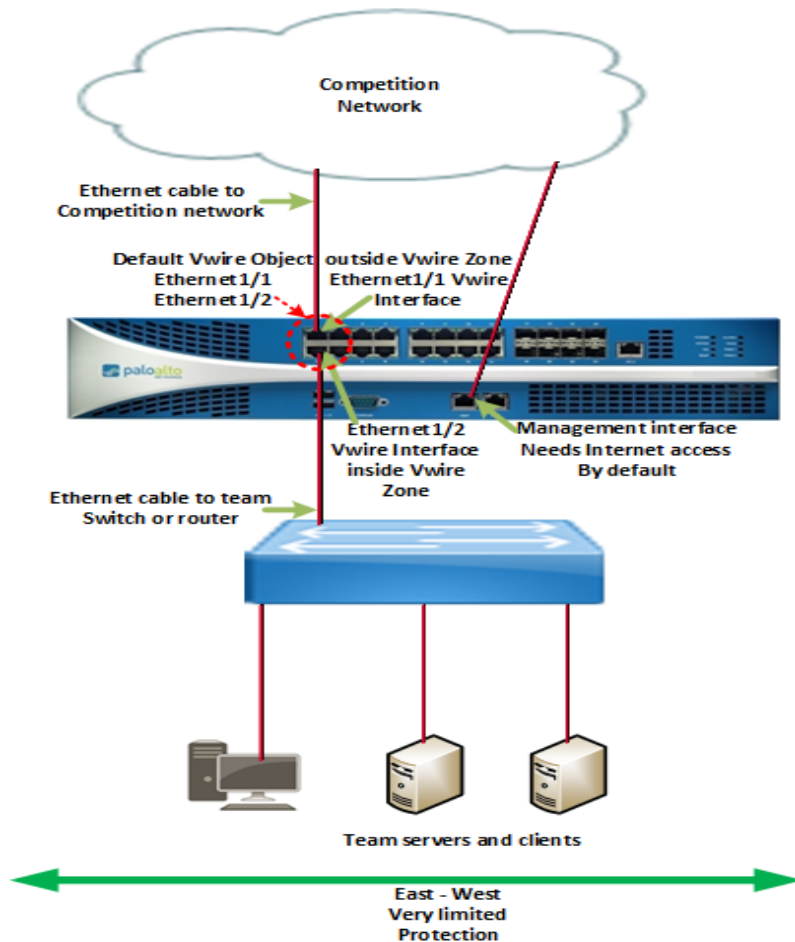 Competition
Network
Ethernet cable to
Competition network
Default Vwire Object
Ethernet1/1
Ethernet1/2
outside Vwire Zone
Ethernet1/1 Vwire
Interface
paloalto
Ethernet1/2
Vwire Interface
inside Vwire
Zone
Management interface
Needs Internet access
By default
Ethernet cable to team
Switch or router
Team servers and clients
East - West
Very limited
Protection